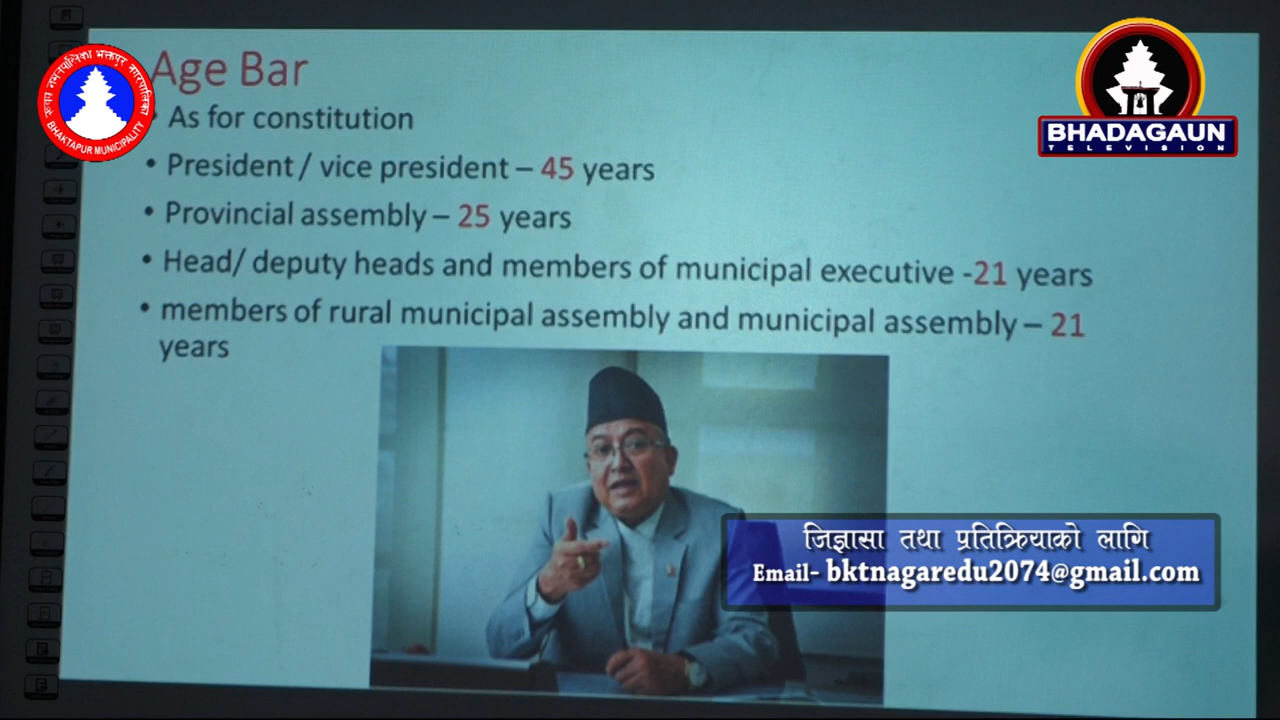 Age Bar
• As for constitution
• President / vice president – 45 years
• Provincial assembly – 25 years
• Head/ deputy heads and members of municipal executive -21 years
• members of rural municipal assembly and municipal assembly – 21
years
BHAKTAPUR MUNICIPALITY
BHADAGAUN
TELEVISION
जिज्ञासा तथा प्रतिक्रियाको लागि
Email- bktnagaredu2074@gmail.com